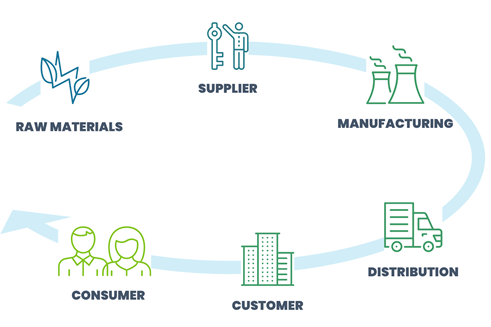 RAW MATERIALS
SUPPLIER
MANUFACTURING
DISTRIBUTION
CUSTOMER
CONSUMER